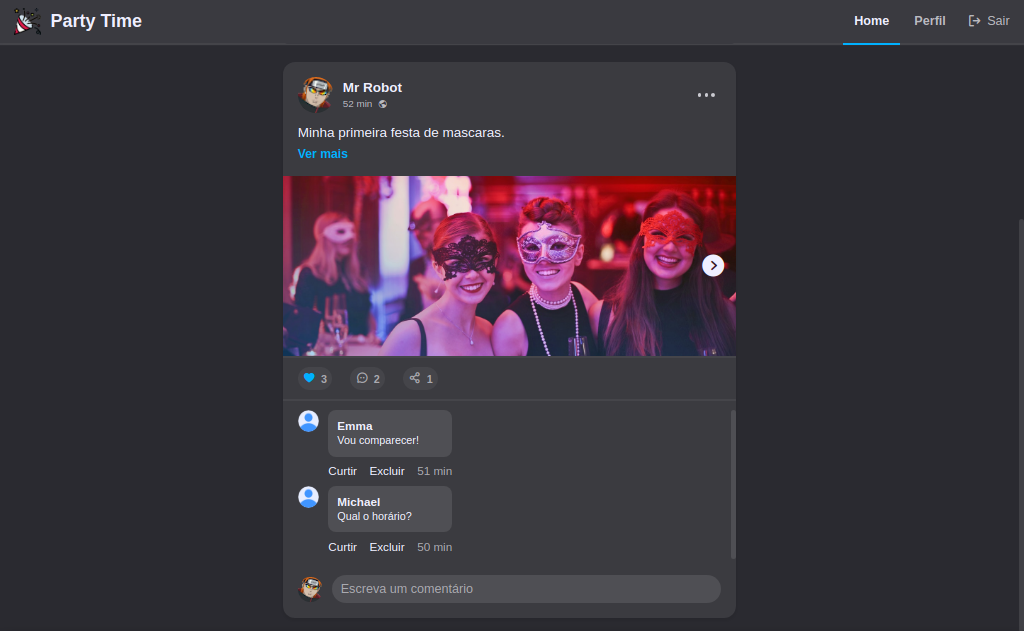 Party Time
Home Perfil Sair
Mr Robot
52 min
Minha primeira festa de mascaras.
Ver mais
3 2 1
Emma
Vou comparecer!
Curtir Excluir 51 min
Michael
Qual o horário?
Curtir Excluir 50 min
Escreva um comentário